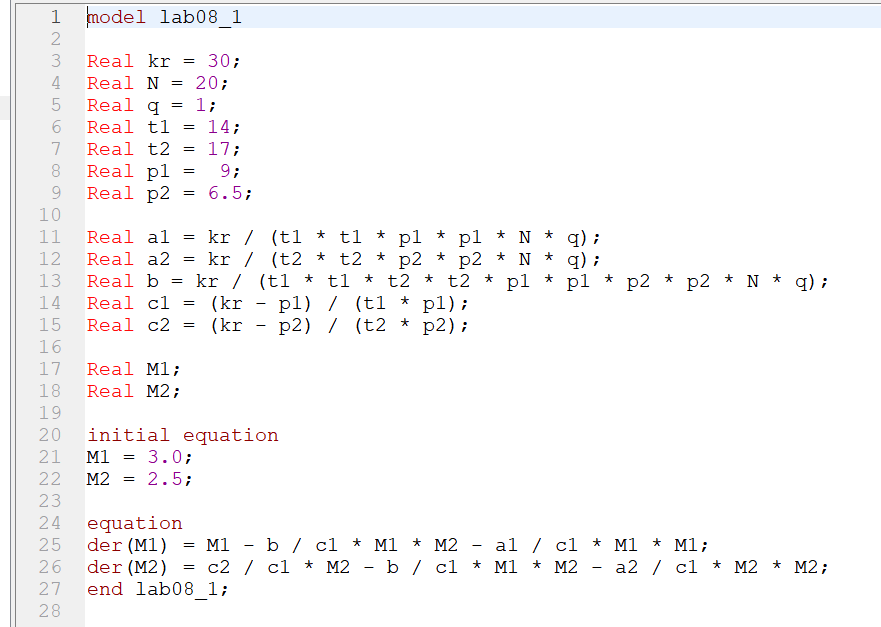 1 model lab08_1
2
3 Real kr = 30;
4 Real N = 20;
5 Real q = 1;
6 Real t1 = 14;
7 Real t2 = 17;
8 Real p1 =  9;
9 Real p2 = 6.5;
10
11 Real a1 = kr / (t1 * t1 * p1 * p1 * N * q);
12 Real a2 = kr / (t2 * t2 * p2 * p2 * N * q);
13 Real b = kr / (t1 * t1 * t2 * t2 * p1 * p1 * p2 * p2 * N * q);
14 Real c1 = (kr - p1) / (t1 * p1);
15 Real c2 = (kr - p2) / (t2 * p2);
16
17 Real M1;
18 Real M2;
19
20 initial equation
21 M1 = 3.0;
22 M2 = 2.5;
23
24 equation
25 der(M1) = M1 - b / c1 * M1 * M2 - a1 / c1 * M1 * M1;
26 der(M2) = c2 / c1 * M2 - b / c1 * M1 * M2 - a2 / c1 * M2 * M2;
27 end lab08_1;
28